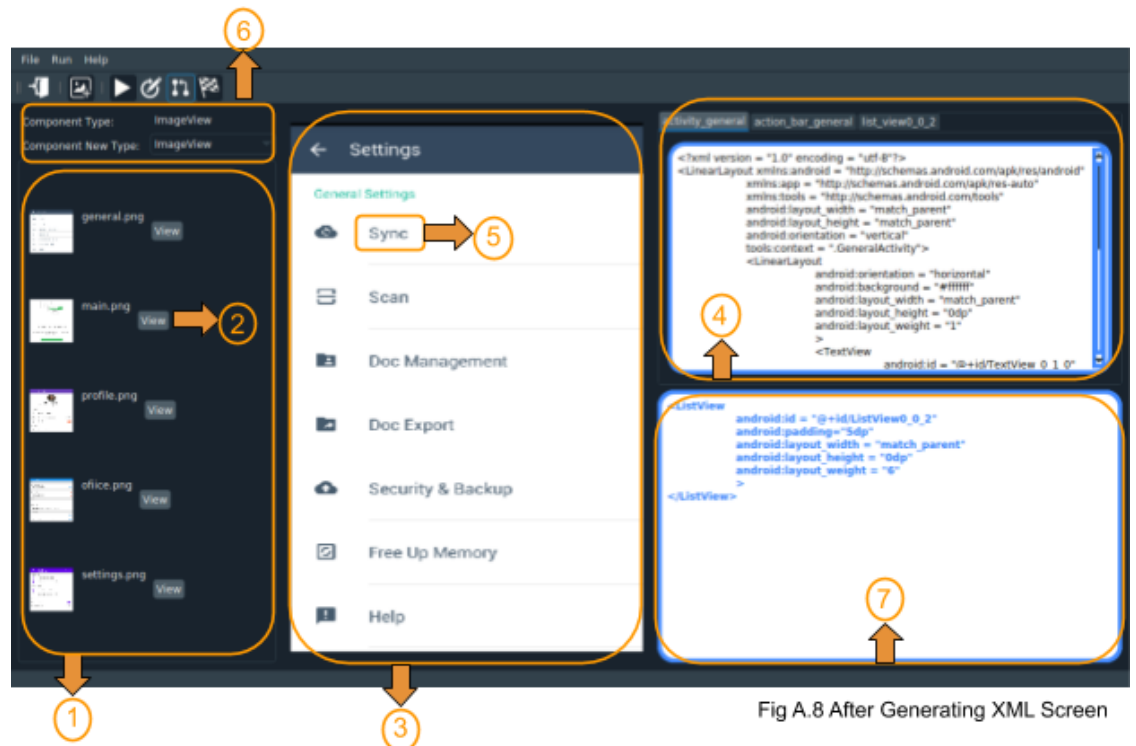 6
File Run Help
Component Type: ImageView
Component New Type: ImageView
general.png
View
main.png
View
2
profile.png
View
ofiice.png
View
settings.png
View
1
Settings
General Settings
Sync
5
Scan
Doc Management
Doc Export
Security & Backup
Free Up Memory
Help
3
activity_general action_bar_general list_view0_0_2
<?xml version = "1.0" encoding = "utf-8"?>
<LinearLayout xmlns:android = "http://schemas.android.com/apk/res/android"
xmlns:app = "http://schemas.android.com/apk/res-auto"
xmlns:tools = "http://schemas.android.com/tools"
android:layout_width = "match_parent"
android:layout_height = "match_parent"
android:orientation = "vertical"
tools:context = ".GeneralActivity">
<LinearLayout
android:orientation = "horizontal"
android:background = "#ffffff"
android:layout_width = "match_parent"
android:layout_height = "0dp"
android:layout_weight = "1"
>
<TextView
android:id = "@+id/TextView_0_1_0"
4
<ListView
android:id = "@+id/ListView0_0_2"
android:padding="5dp"
android:layout_width = "match_parent"
android:layout_height = "0dp"
android:layout_weight = "6"
>
</ListView>
7
Fig A.8 After Generating XML Screen